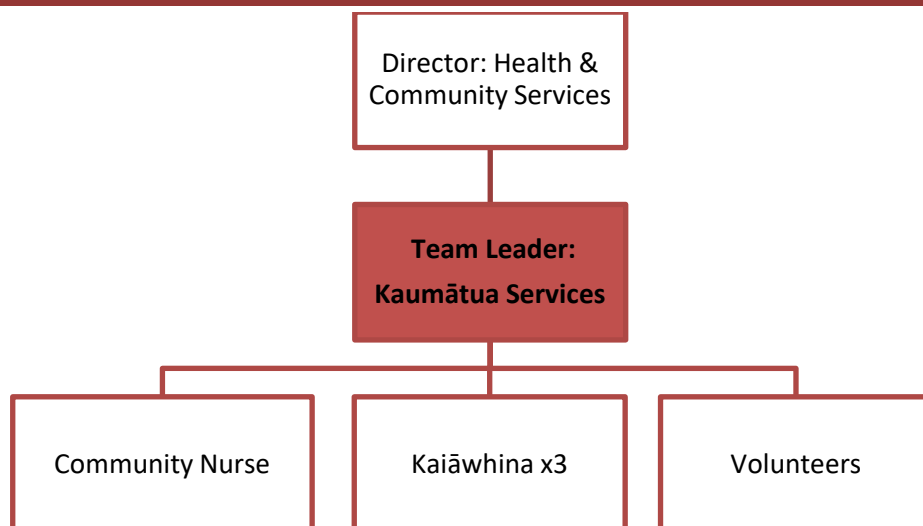 Director: Health &
Community Services
Team Leader:
Kaumātua Services
Community Nurse
Kaiāwhina x3
Volunteers